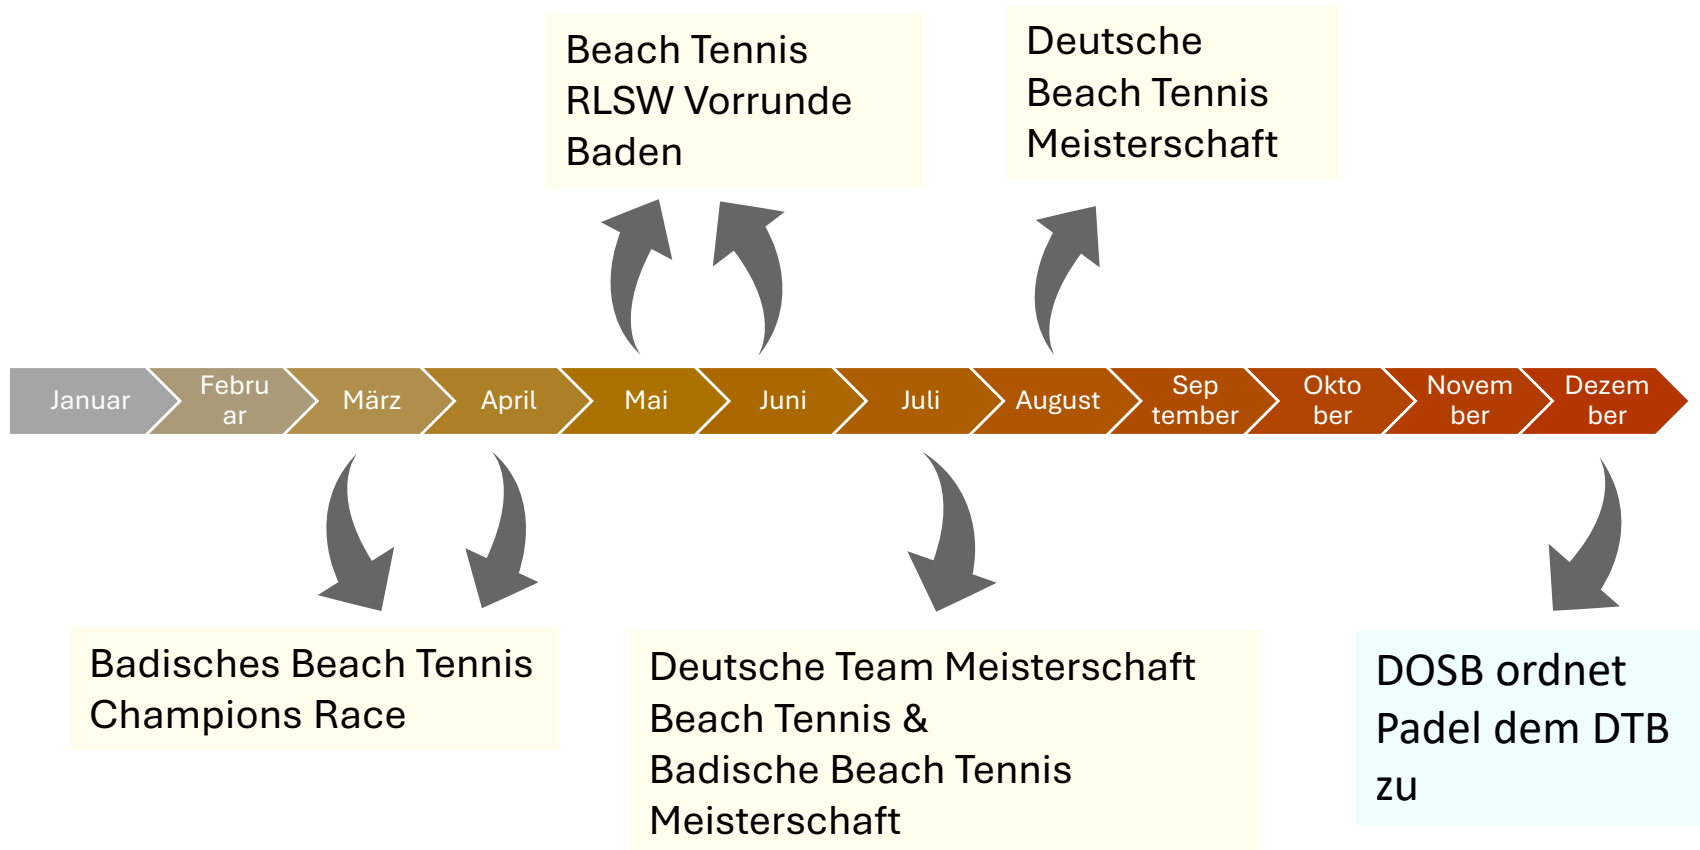 Beach Tennis
RLSW Vorrunde
Baden
Deutsche
Beach Tennis
Meisterschaft
Januar
Febru
ar
März
April
Mai
Juni
Juli
August
Sep
tember
Okto
ber
Novem
ber
Dezem
ber
Badisches Beach Tennis
Champions Race
Deutsche Team Meisterschaft
Beach Tennis &
Badische Beach Tennis
Meisterschaft
DOSB ordnet
Padel dem DTB
zu